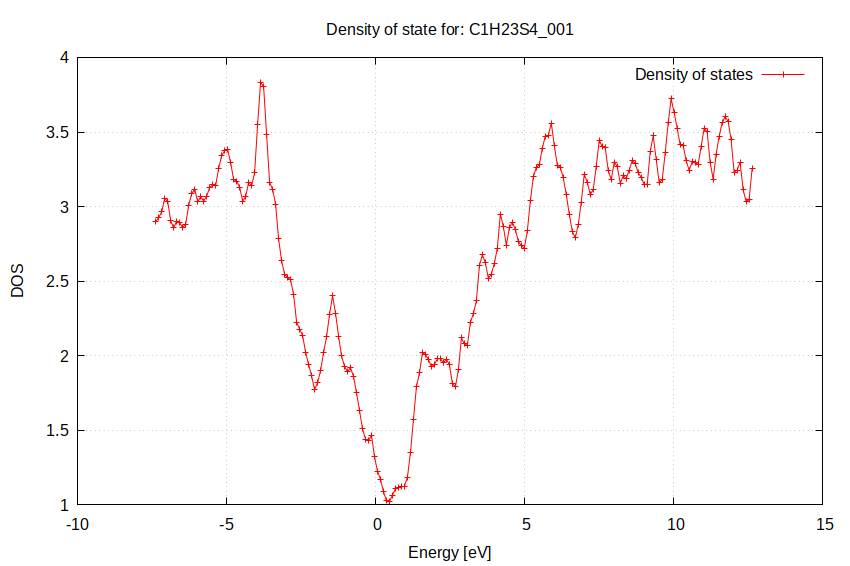 Density of state for: C1H23S4_001
Density of states
4
3.5
3
2.5
2
1.5
1
DOS
-10 -5 0 5 10 15
Energy [eV]